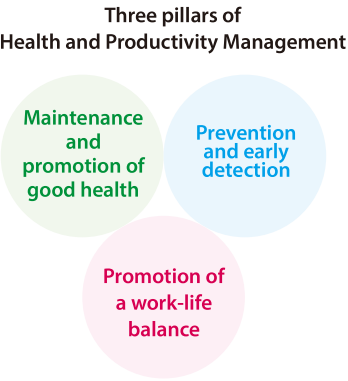 Three pillars of
Health and Productivity Management
Maintenance
and
promotion of
good health
Prevention
and early
detection
Promotion of
a work-life
balance